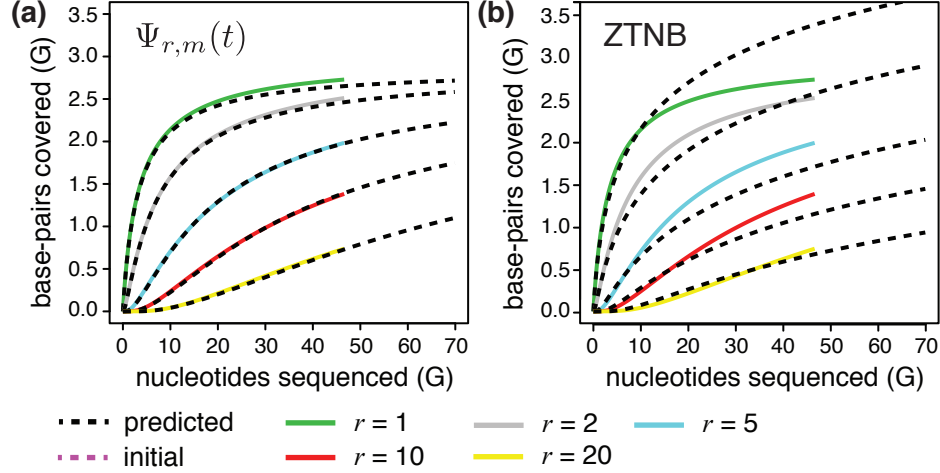 (a)
Ψr,m(t)
base-pairs covered (G)
3.5
3.0
2.5
2.0
1.5
1.0
0.5
0.0
0 10 20 30 40 50 60 70
nucleotides sequenced (G)
(b)
ZTNB
base-pairs covered (G)
3.5
3.0
2.5
2.0
1.5
1.0
0.5
0.0
0 10 20 30 40 50 60 70
nucleotides sequenced (G)
predicted r = 1 r = 2 r = 5
initial r = 10 r = 20